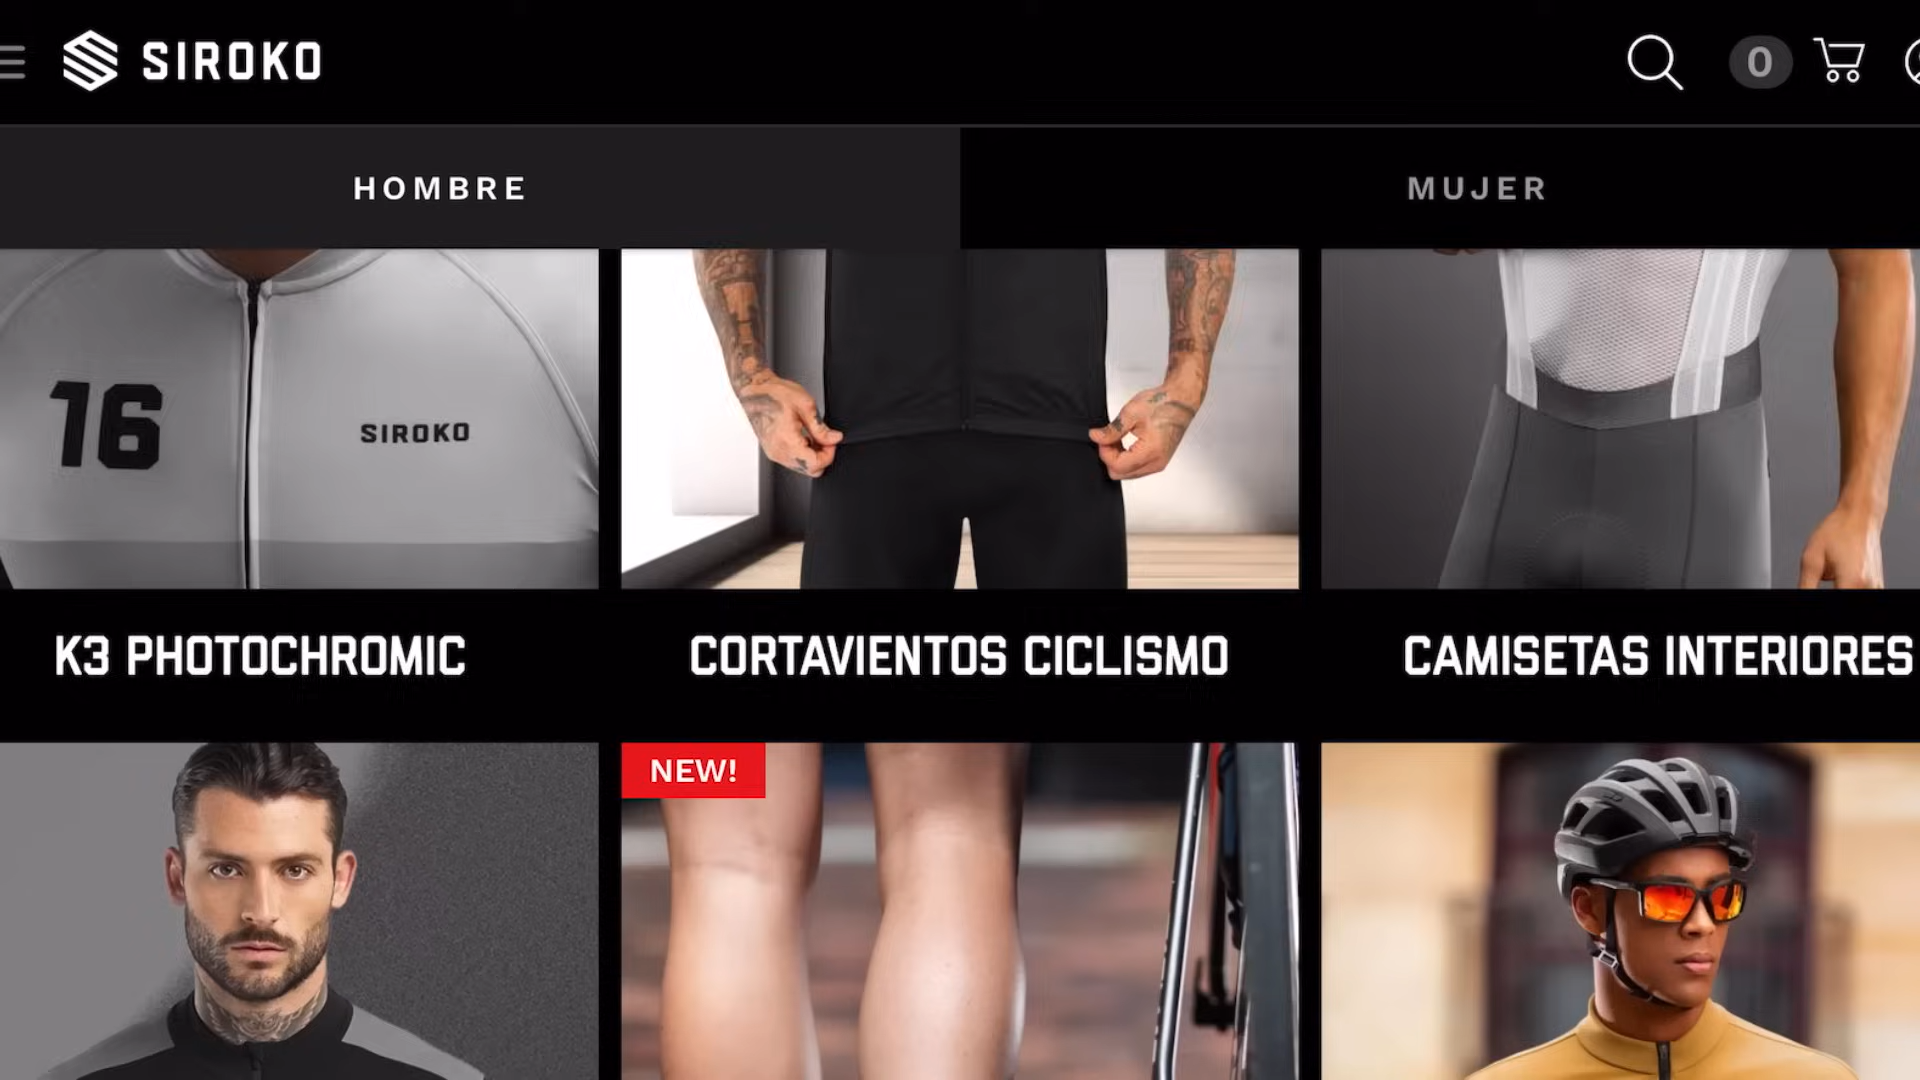 SIROKO
0
HOMBRE
MUJER
16
SIROKO
K3 PHOTOCHROMIC
CORTAVIENTOS CICLISMO
CAMISETAS INTERIORES
NEW!